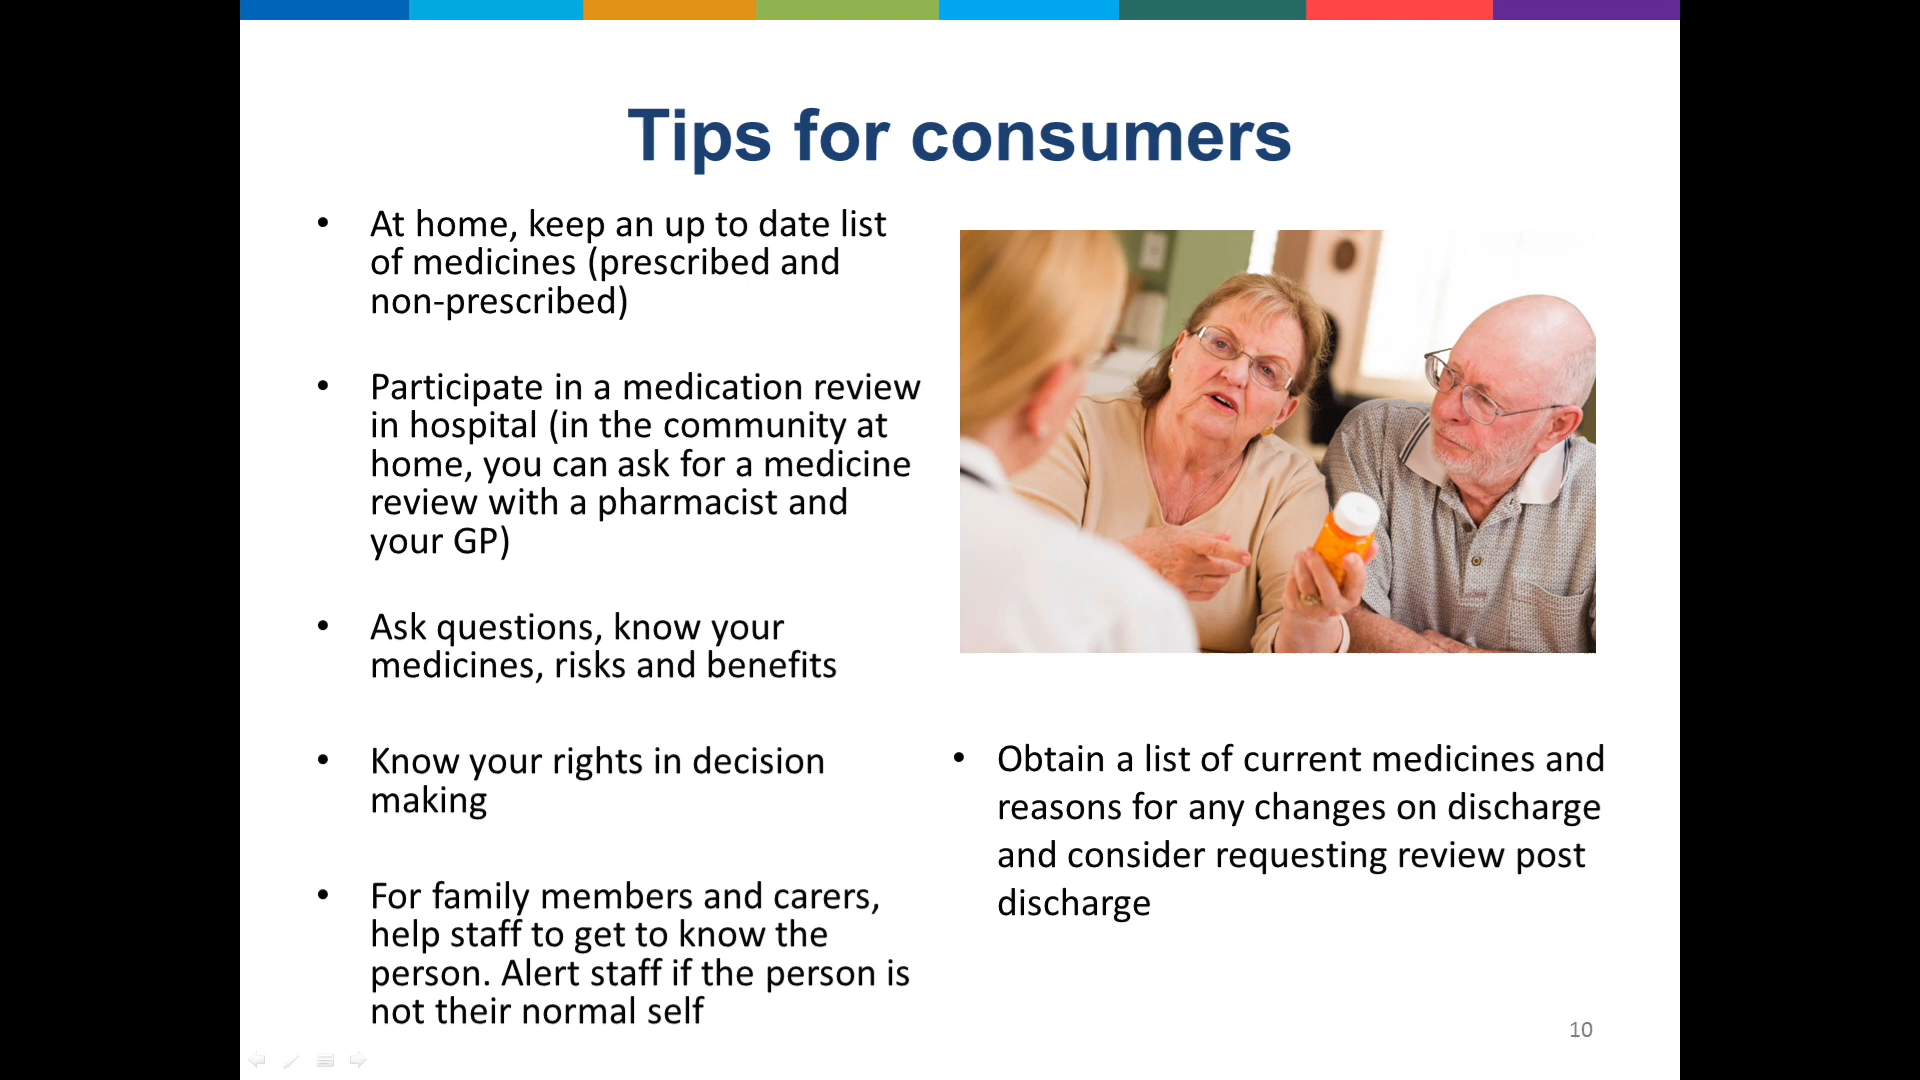 Tips for consumers
• At home, keep an up to date list
of medicines (prescribed and
non-prescribed)
• Participate in a medication review
in hospital (in the community at
home, you can ask for a medicine
review with a pharmacist and
your GP)
• Ask questions, know your
medicines, risks and benefits
• Know your rights in decision
making
• For family members and carers,
help staff to get to know the
person. Alert staff if the person is
not their normal self
• Obtain a list of current medicines and
reasons for any changes on discharge
and consider requesting review post
discharge
10